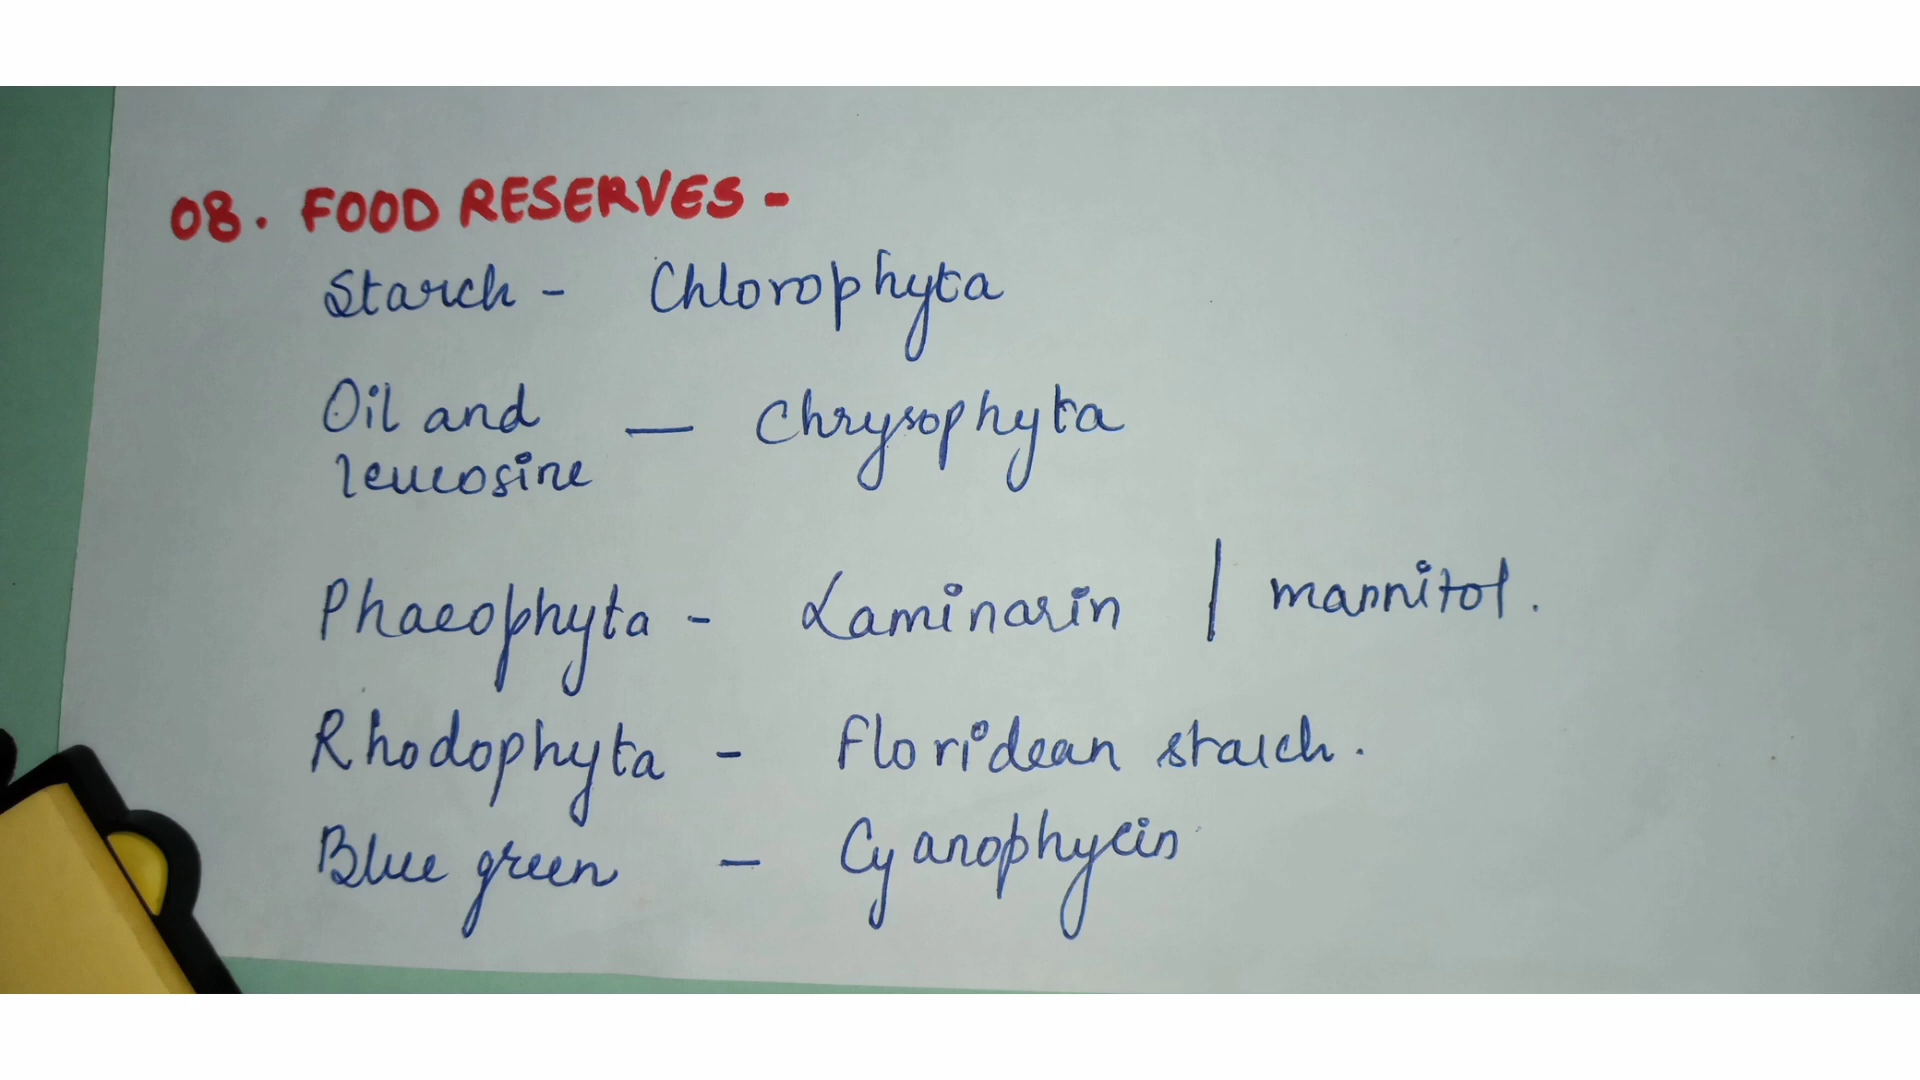 08. FOOD RESERVES -
Starch - Chlorophyta
Oil and
leucosine — Chrysophyta
Phaeophyta - Laminarin | mannitol.
Rhodophyta - Floridean starch.
Blue green - Cyanophycin